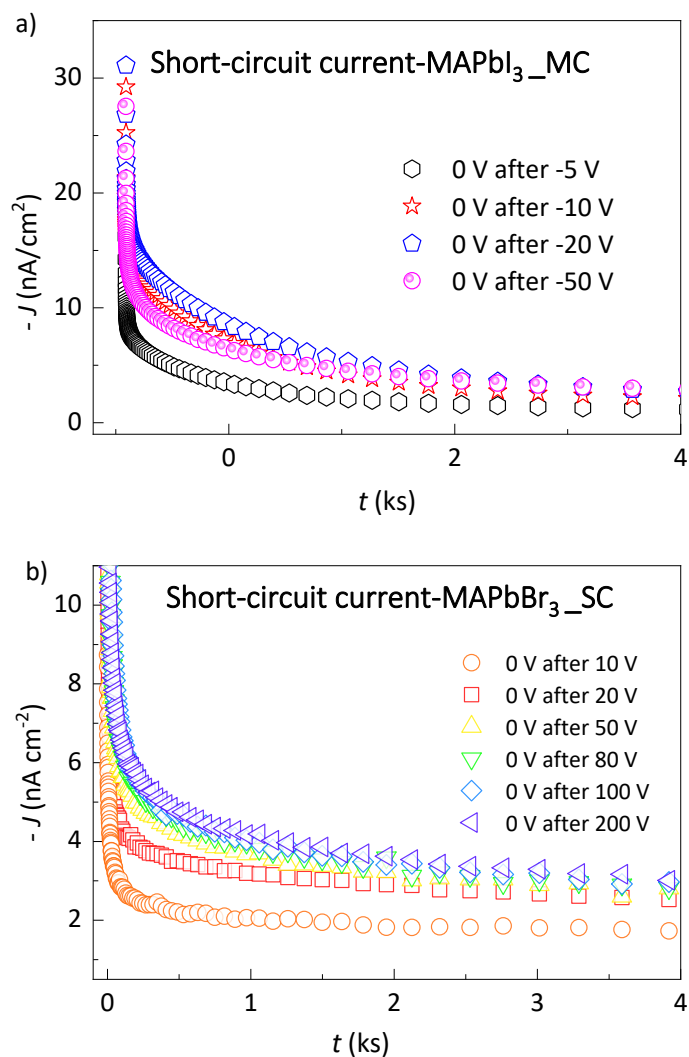 a)
Short-circuit current-MAPbI₃_MC
30
20
10
0
- J (nA/cm²)
0 V after -5 V
0 V after -10 V
0 V after -20 V
0 V after -50 V
0
2
4
t (ks)
b)
Short-circuit current-MAPbBr₃_SC
10
8
6
4
2
- J (nA cm⁻²)
0 V after 10 V
0 V after 20 V
0 V after 50 V
0 V after 80 V
0 V after 100 V
0 V after 200 V
0
1
2
3
4
t (ks)